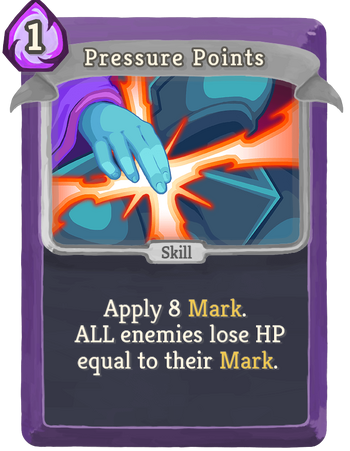 1
Pressure Points
Skill
Apply 8 Mark.
ALL enemies lose HP
equal to their Mark.